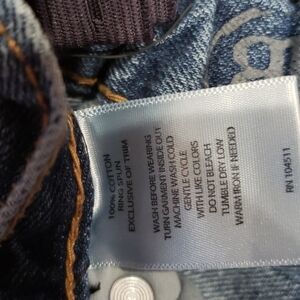 100% COTTON
RING SPUN
EXCLUSIVE OF TRIM
WASH BEFORE WEARING
TURN GARMENT INSIDE OUT
MACHINE WASH COLD
GENTLE CYCLE
WITH LIKE COLORS
DO NOT BLEACH
TUMBLE DRY LOW
WARM IRON IF NEEDED
RN 104511